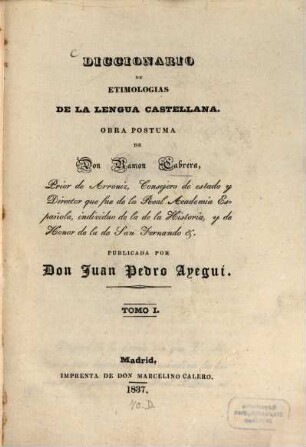 DICCIONARIO
DE
ETIMOLOGIAS
DE LA LENGUA CASTELLANA.
OBRA POSTUMA
DE
Don Ramon Cabrera,
Prior de Arroniz, Consejero de estado y
Director que fue de la Real Academia Es-
pañola, individuo de la de la Historia, y de
Honor de la de San Fernando &.
PUBLICADA POR
Don Juan Pedro Ayegui.
TOMO I.
Madrid,
IMPRENTA DE DON MARCELINO CALERO.
1837.